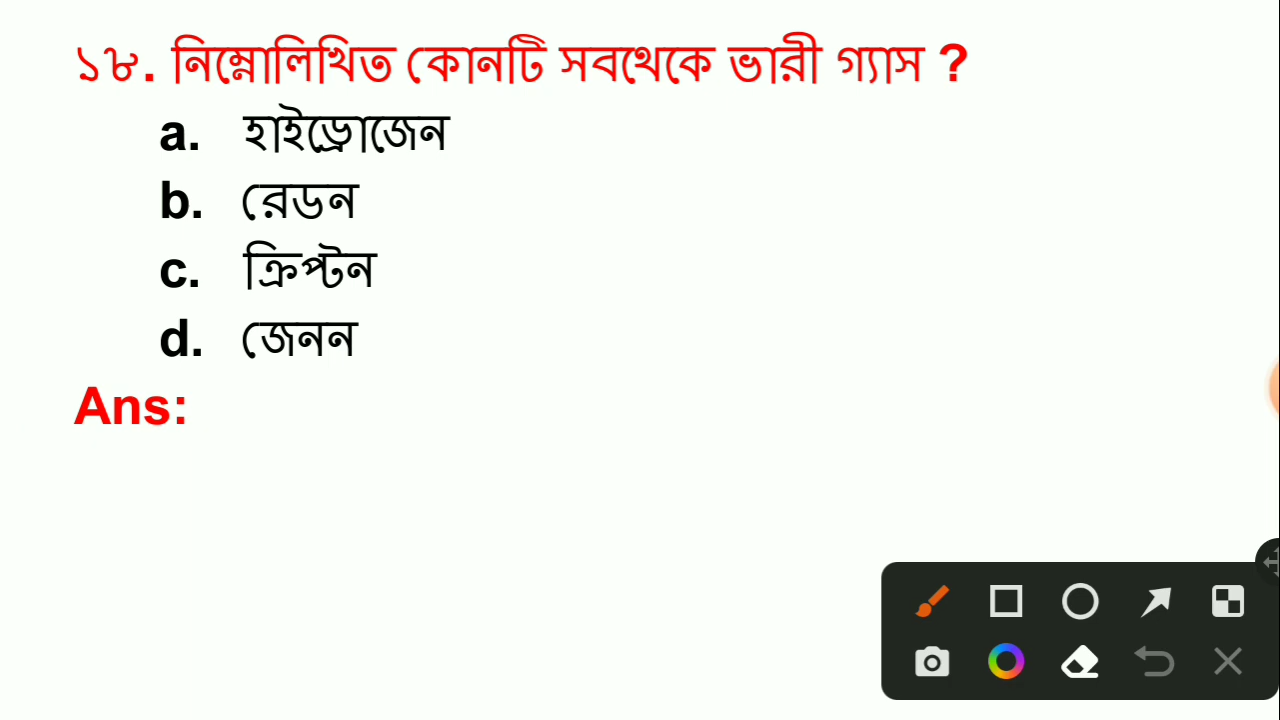 ১৮. নিম্নোলিখিত কোনটি সবথেকে ভারী গ্যাস ?
a. হাইড্রোজেন
b. রেডন
c. ক্রিপ্টন
d. জেনন
Ans: